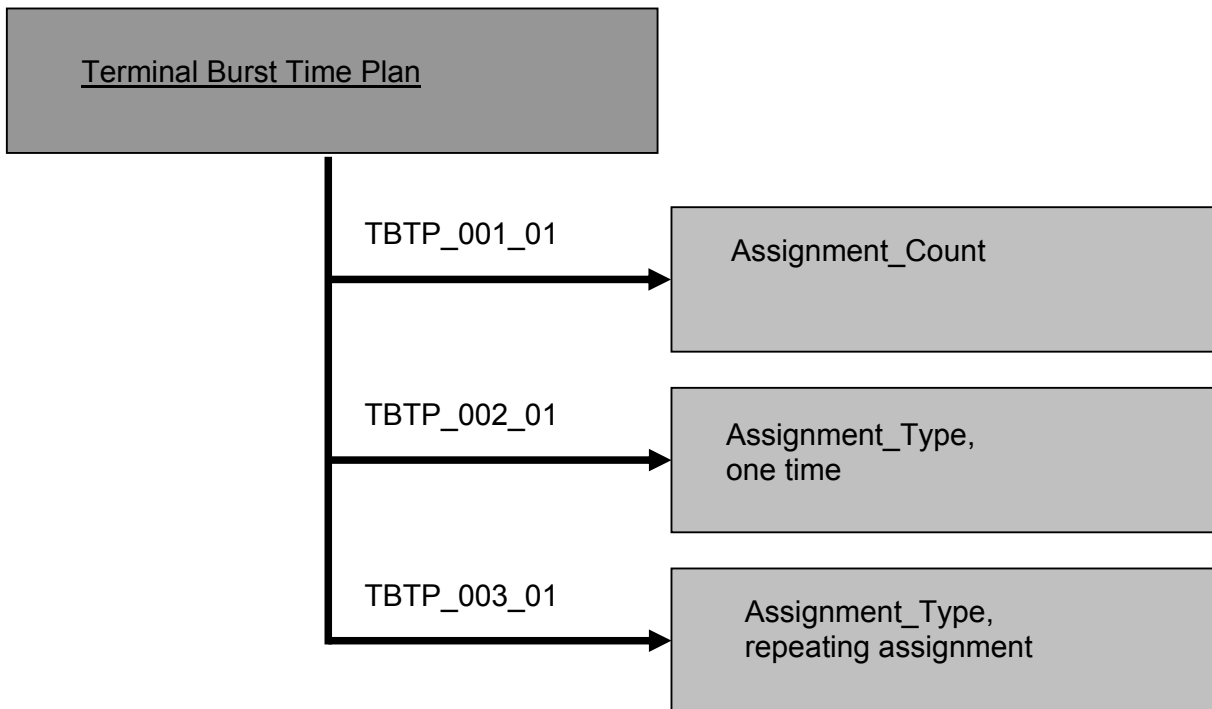 Terminal Burst Time Plan
TBTP_001_01
Assignment_Count
TBTP_002_01
Assignment_Type,
one time
TBTP_003_01
Assignment_Type,
repeating assignment